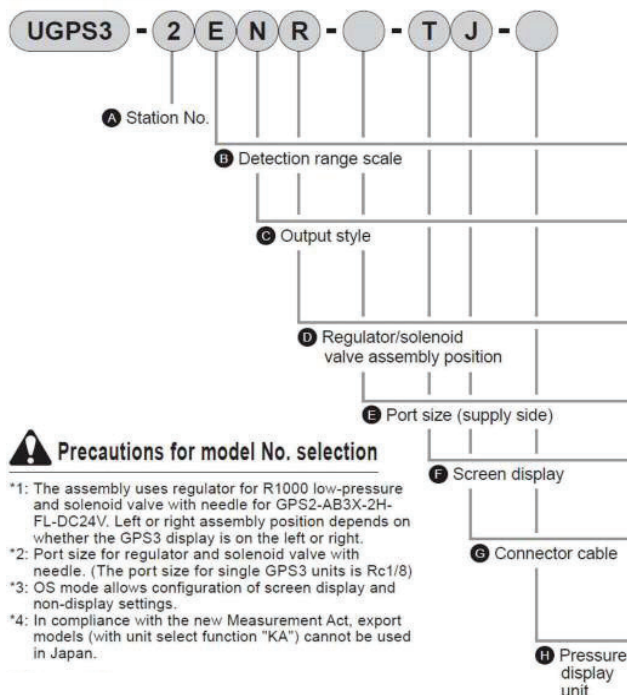 UGPS3 - 2 E N R - - T J -
A Station No.
B Detection range scale
C Output style
D Regulator/solenoid
valve assembly position
E Port size (supply side)
F Screen display
G Connector cable
H Pressure
display
unit
Precautions for model No. selection
*1: The assembly uses regulator for R1000 low-pressure
and solenoid valve with needle for GPS2-AB3X-2H-
FL-DC24V. Left or right assembly position depends on
whether the GPS3 display is on the left or right.
*2: Port size for regulator and solenoid valve with
needle. (The port size for single GPS3 units is Rc1/8)
*3: OS mode allows configuration of screen display and
non-display settings.
*4: In compliance with the new Measurement Act, export
models (with unit select function "KA") cannot be used
in Japan.